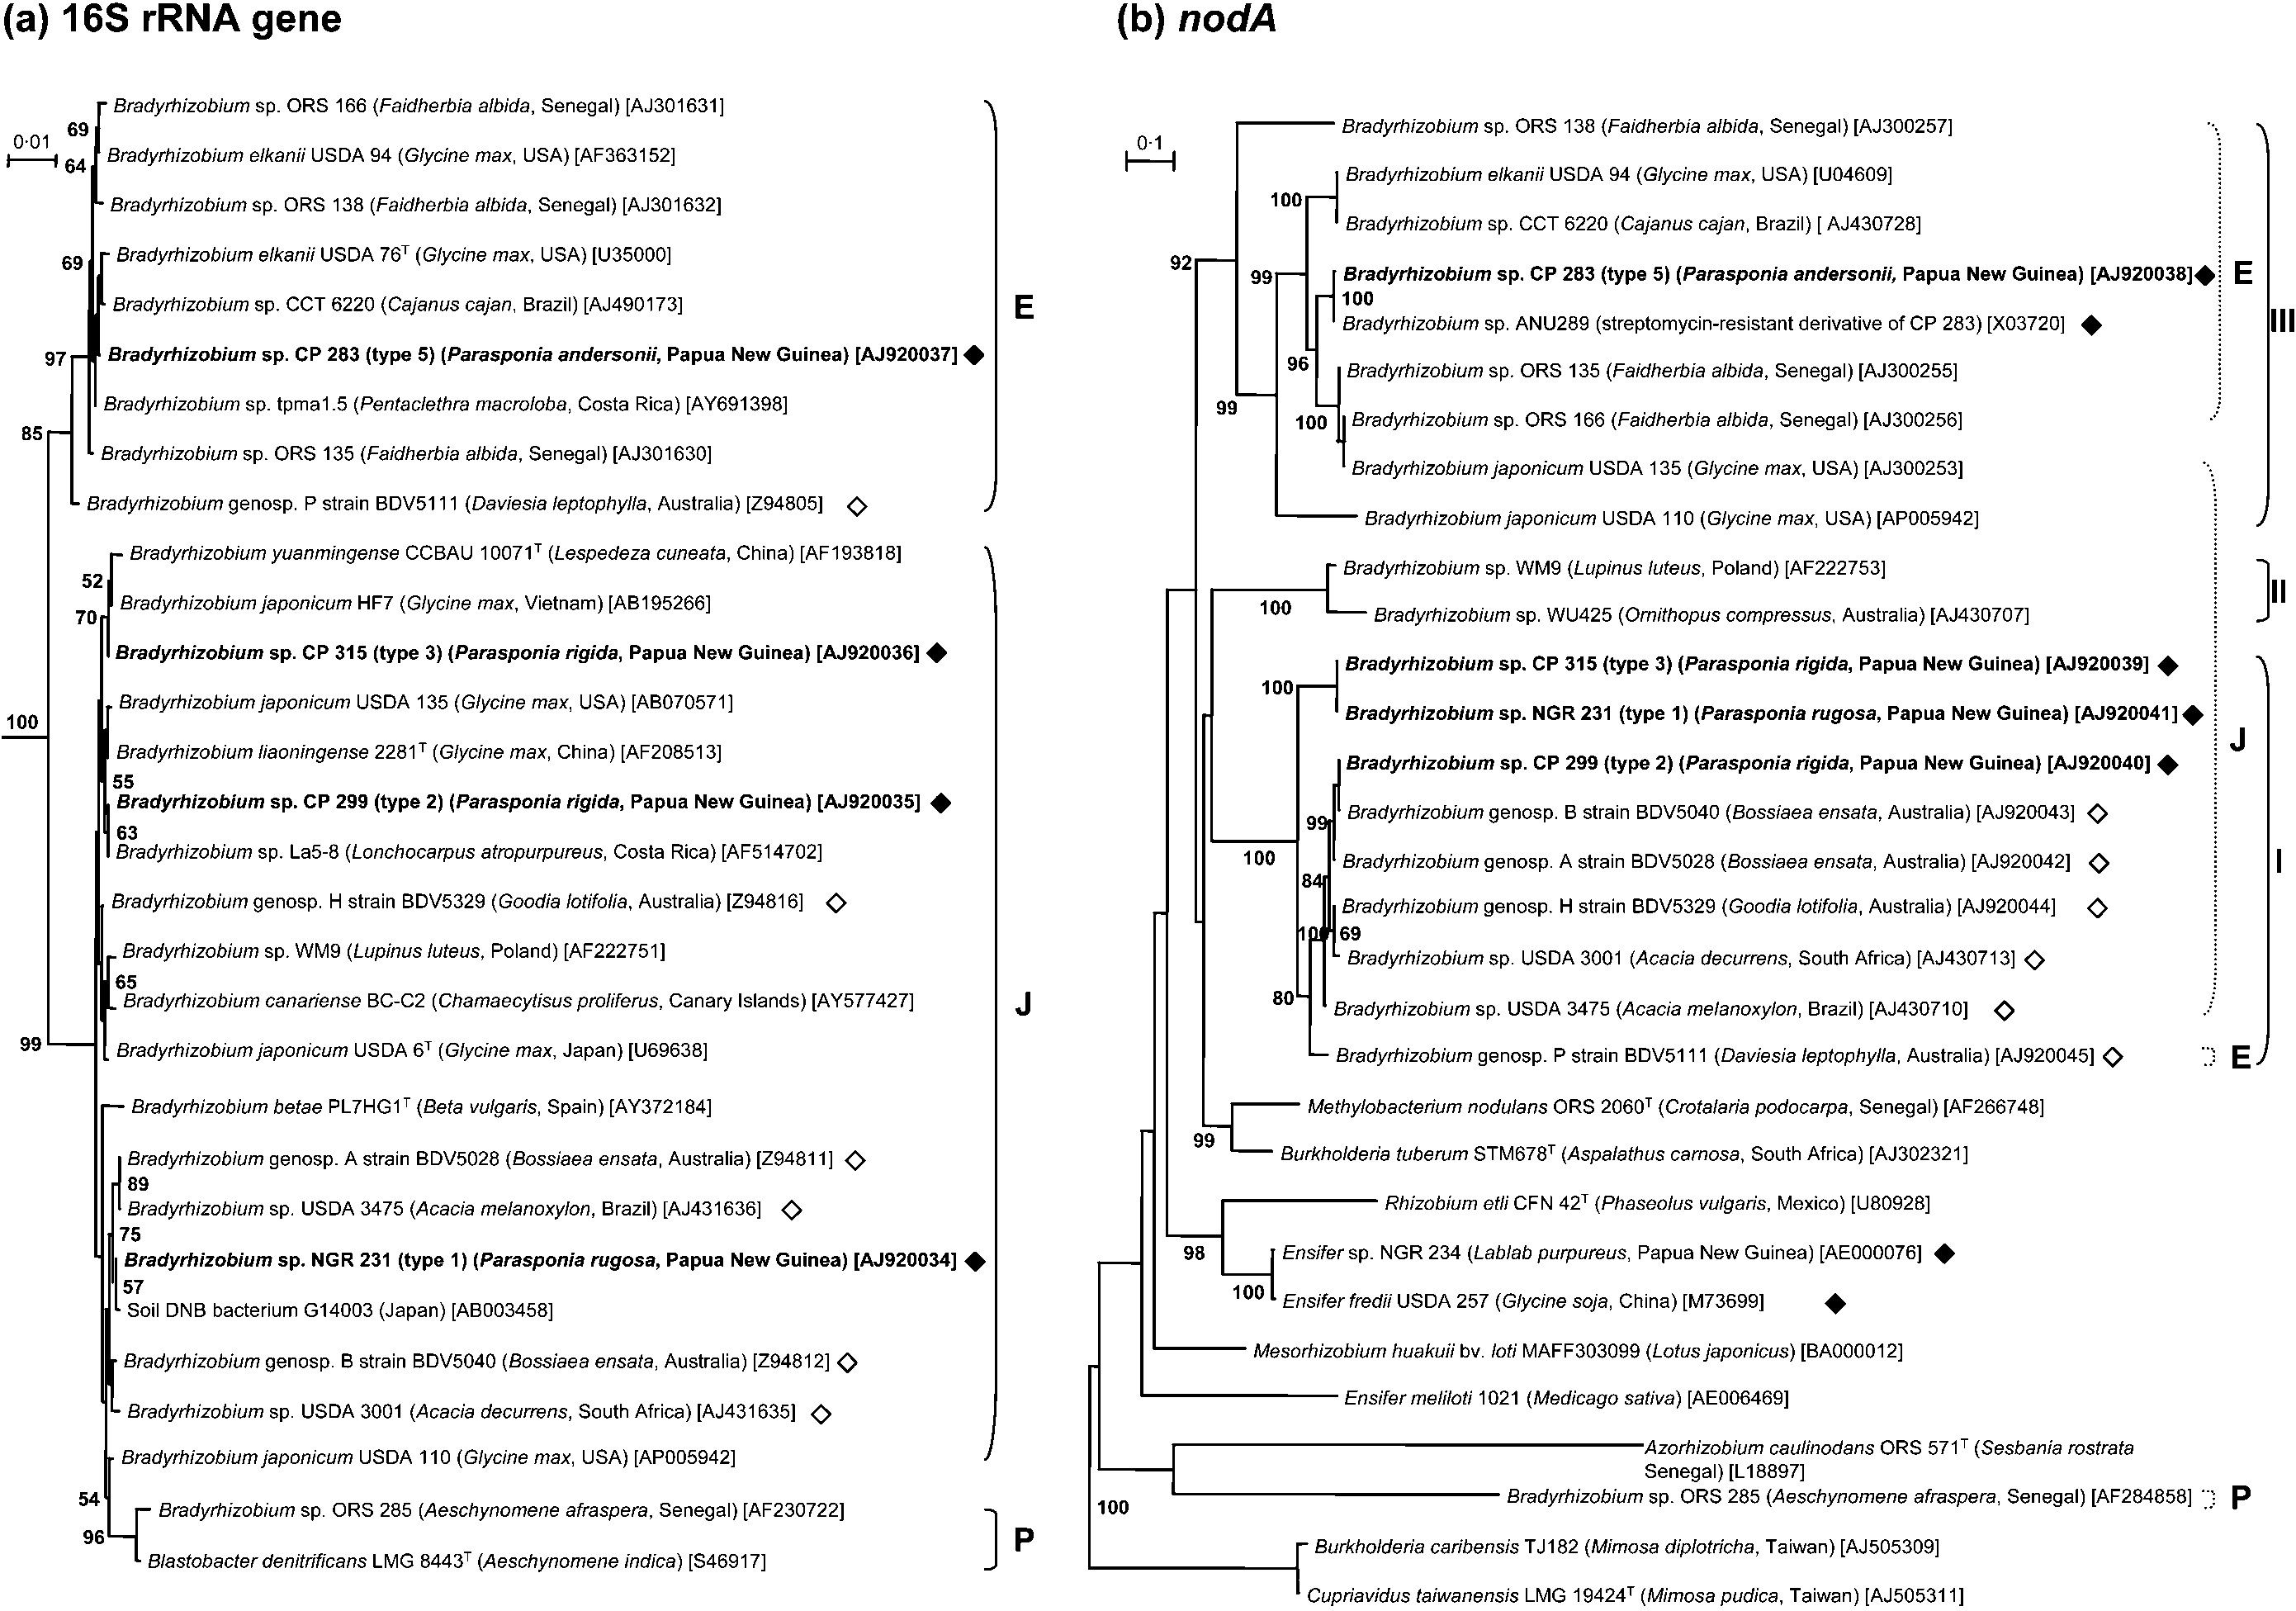 (a) 16S rRNA gene
0·01
Bradyrhizobium sp. ORS 166 (Faidherbia albida, Senegal) [AJ301631]
69
Bradyrhizobium elkanii USDA 94 (Glycine max, USA) [AF363152]
64
Bradyrhizobium sp. ORS 138 (Faidherbia albida, Senegal) [AJ301632]
Bradyrhizobium elkanii USDA 76T (Glycine max, USA) [U35000]
69
Bradyrhizobium sp. CCT 6220 (Cajanus cajan, Brazil) [AJ490173]
E
Bradyrhizobium sp. CP 283 (type 5) (Parasponia andersonii, Papua New Guinea) [AJ920037]
97
Bradyrhizobium sp. tpma1.5 (Pentaclethra macroloba, Costa Rica) [AY691398]
85
Bradyrhizobium sp. ORS 135 (Faidherbia albida, Senegal) [AJ301630]
Bradyrhizobium genosp. P strain BDV5111 (Daviesia leptophylla, Australia) [Z94805]
Bradyrhizobium yuanmingense CCBAU 10071T (Lespedeza cuneata, China) [AF193818]
52
Bradyrhizobium japonicum HF7 (Glycine max, Vietnam) [AB195266]
70
Bradyrhizobium sp. CP 315 (type 3) (Parasponia rigida, Papua New Guinea) [AJ920036]
Bradyrhizobium japonicum USDA 135 (Glycine max, USA) [AB070571]
100
Bradyrhizobium liaoningense 2281T (Glycine max, China) [AF208513]
55
Bradyrhizobium sp. CP 299 (type 2) (Parasponia rigida, Papua New Guinea) [AJ920035]
63
Bradyrhizobium sp. La5-8 (Lonchocarpus atropurpureus, Costa Rica) [AF514702]
Bradyrhizobium genosp. H strain BDV5329 (Goodia lotifolia, Australia) [Z94816]
Bradyrhizobium sp. WM9 (Lupinus luteus, Poland) [AF222751]
65
Bradyrhizobium canariense BC-C2 (Chamaecytisus proliferus, Canary Islands) [AY577427]
J
99
Bradyrhizobium japonicum USDA 6T (Glycine max, Japan) [U69638]
Bradyrhizobium betae PL7HG1T (Beta vulgaris, Spain) [AY372184]
Bradyrhizobium genosp. A strain BDV5028 (Bossiaea ensata, Australia) [Z94811]
89
Bradyrhizobium sp. USDA 3475 (Acacia melanoxylon, Brazil) [AJ431636]
75
Bradyrhizobium sp. NGR 231 (type 1) (Parasponia rugosa, Papua New Guinea) [AJ920034]
57
Soil DNB bacterium G14003 (Japan) [AB003458]
Bradyrhizobium genosp. B strain BDV5040 (Bossiaea ensata, Australia) [Z94812]
Bradyrhizobium sp. USDA 3001 (Acacia decurrens, South Africa) [AJ431635]
Bradyrhizobium japonicum USDA 110 (Glycine max, USA) [AP005942]
54
Bradyrhizobium sp. ORS 285 (Aeschynomene afraspera, Senegal) [AF230722]
96
P
Blastobacter denitrificans LMG 8443T (Aeschynomene indica) [S46917]
(b) nodA
0·1
Bradyrhizobium sp. ORS 138 (Faidherbia albida, Senegal) [AJ300257]
Bradyrhizobium elkanii USDA 94 (Glycine max, USA) [U04609]
100
Bradyrhizobium sp. CCT 6220 (Cajanus cajan, Brazil) [ AJ430728]
92
99
Bradyrhizobium sp. CP 283 (type 5) (Parasponia andersonii, Papua New Guinea) [AJ920038]
E
100
Bradyrhizobium sp. ANU289 (streptomycin-resistant derivative of CP 283) [X03720]
III
96
Bradyrhizobium sp. ORS 135 (Faidherbia albida, Senegal) [AJ300255]
99
100
Bradyrhizobium sp. ORS 166 (Faidherbia albida, Senegal) [AJ300256]
Bradyrhizobium japonicum USDA 135 (Glycine max, USA) [AJ300253]
Bradyrhizobium japonicum USDA 110 (Glycine max, USA) [AP005942]
Bradyrhizobium sp. WM9 (Lupinus luteus, Poland) [AF222753]
II
100
Bradyrhizobium sp. WU425 (Ornithopus compressus, Australia) [AJ430707]
Bradyrhizobium sp. CP 315 (type 3) (Parasponia rigida, Papua New Guinea) [AJ920039]
100
Bradyrhizobium sp. NGR 231 (type 1) (Parasponia rugosa, Papua New Guinea) [AJ920041]
J
Bradyrhizobium sp. CP 299 (type 2) (Parasponia rigida, Papua New Guinea) [AJ920040]
Bradyrhizobium genosp. B strain BDV5040 (Bossiaea ensata, Australia) [AJ920043]
99
100
Bradyrhizobium genosp. A strain BDV5028 (Bossiaea ensata, Australia) [AJ920042]
I
84
Bradyrhizobium genosp. H strain BDV5329 (Goodia lotifolia, Australia) [AJ920044]
100 69
Bradyrhizobium sp. USDA 3001 (Acacia decurrens, South Africa) [AJ430713]
80
Bradyrhizobium sp. USDA 3475 (Acacia melanoxylon, Brazil) [AJ430710]
Bradyrhizobium genosp. P strain BDV5111 (Daviesia leptophylla, Australia) [AJ920045]
E
Methylobacterium nodulans ORS 2060T (Crotalaria podocarpa, Senegal) [AF266748]
99
Burkholderia tuberum STM678T (Aspalathus carnosa, South Africa) [AJ302321]
Rhizobium etli CFN 42T (Phaseolus vulgaris, Mexico) [U80928]
98
Ensifer sp. NGR 234 (Lablab purpureus, Papua New Guinea) [AE000076]
100
Ensifer fredii USDA 257 (Glycine soja, China) [M73699]
Mesorhizobium huakuii bv. loti MAFF303099 (Lotus japonicus) [BA000012]
Ensifer meliloti 1021 (Medicago sativa) [AE006469]
Azorhizobium caulinodans ORS 571T (Sesbania rostrata
Senegal) [L18897]
Bradyrhizobium sp. ORS 285 (Aeschynomene afraspera, Senegal) [AF284858]
P
100
Burkholderia caribensis TJ182 (Mimosa diplotricha, Taiwan) [AJ505309]
Cupriavidus taiwanensis LMG 19424T (Mimosa pudica, Taiwan) [AJ505311]